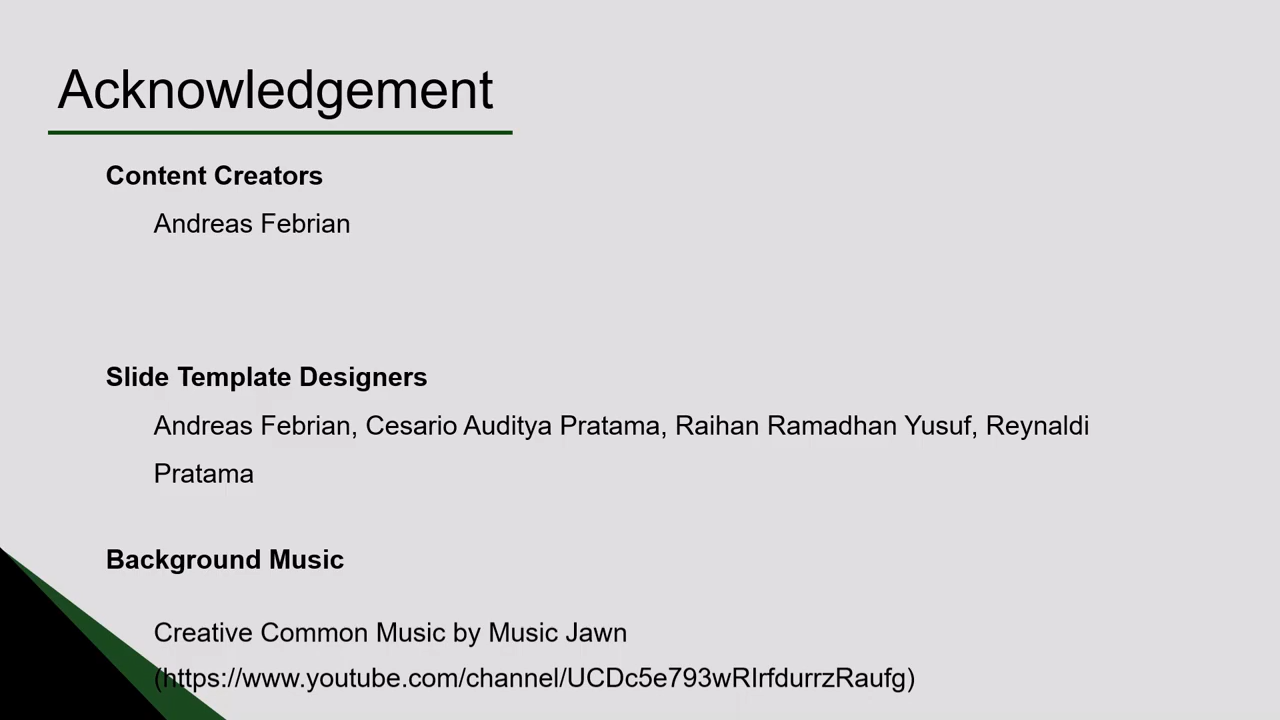 Acknowledgement
Content Creators
Andreas Febrian
Slide Template Designers
Andreas Febrian, Cesario Auditya Pratama, Raihan Ramadhan Yusuf, Reynaldi
Pratama
Background Music
Creative Common Music by Music Jawn
(https://www.youtube.com/channel/UCDc5e793wRIrfdurrzRaufg)